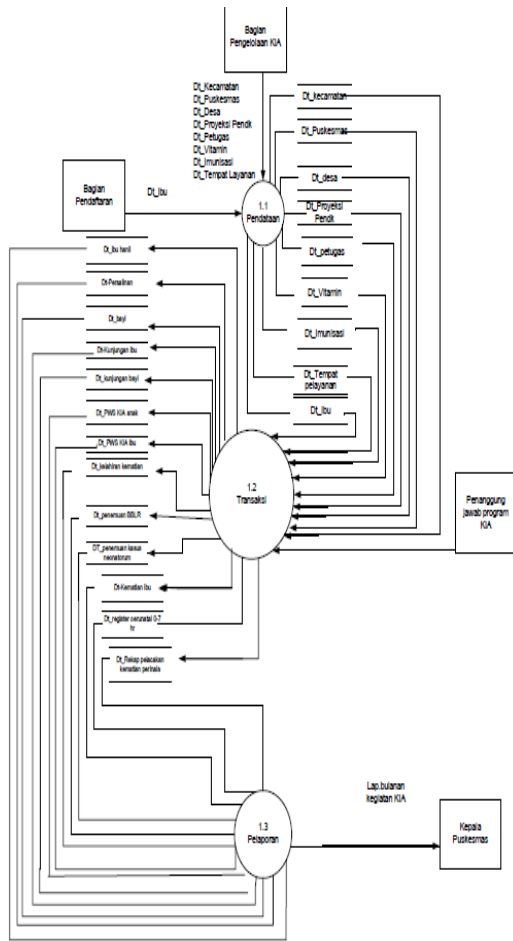 Bagian
Pengelolaan KIA
Dt_Kecamatan
Dt_Puskesmas
Dt_Desa
Dt_Proyeksi Pendk
Dt_Petugas
Dt_Vitamin
Dt_Imunisasi
Dt_Tempat Layanan
Dt_kecamatan
Dt_Puskesmas
Dt_desa
Dt_Proyeksi
Pendk
Dt_petugas
Dt_Vitamin
Dt_Imunisasi
Dt_Tempat
pelayanan
Dt_Ibu
Bagian
Pendaftaran
Dt_Ibu
1.1
Pendataan
Dt_Ibu hamil
Dt-Persalinan
Dt_bayi
Dt-Kunjungan Ibu
Dt_kunjungan bayi
Dt_PWS KIA anak
Dt_PWS KIA Ibu
Dt_kelahiran kematian
Dt_penemuan BBLR
DT_penemuan kasus
neonatorum
Dt-Kematian Ibu
Dt_register 0-7
hr
Dt_Rekap pelacakan
kematian perinata
1.2
Transaksi
Penanggung
jawab program
KIA
Lap.bulanan
kegiatan KIA
1.3
Pelaporan
Kepala
Puskesmas